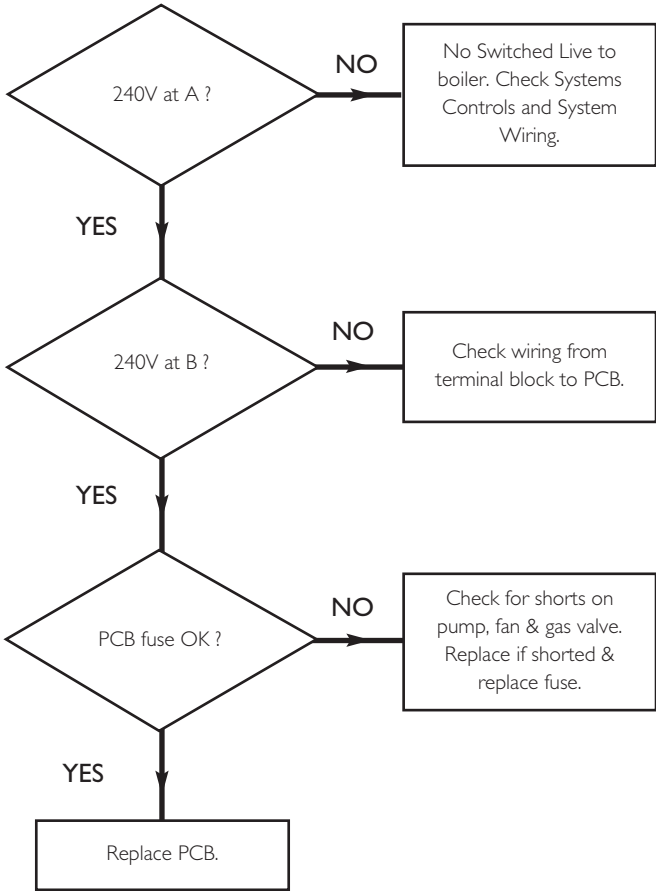 240V at A ?
NO
No Switched Live to
boiler. Check Systems
Controls and System
Wiring.
YES
240V at B ?
NO
Check wiring from
terminal block to PCB.
YES
PCB fuse OK ?
NO
Check for shorts on
pump, fan & gas valve.
Replace if shorted &
replace fuse.
YES
Replace PCB.